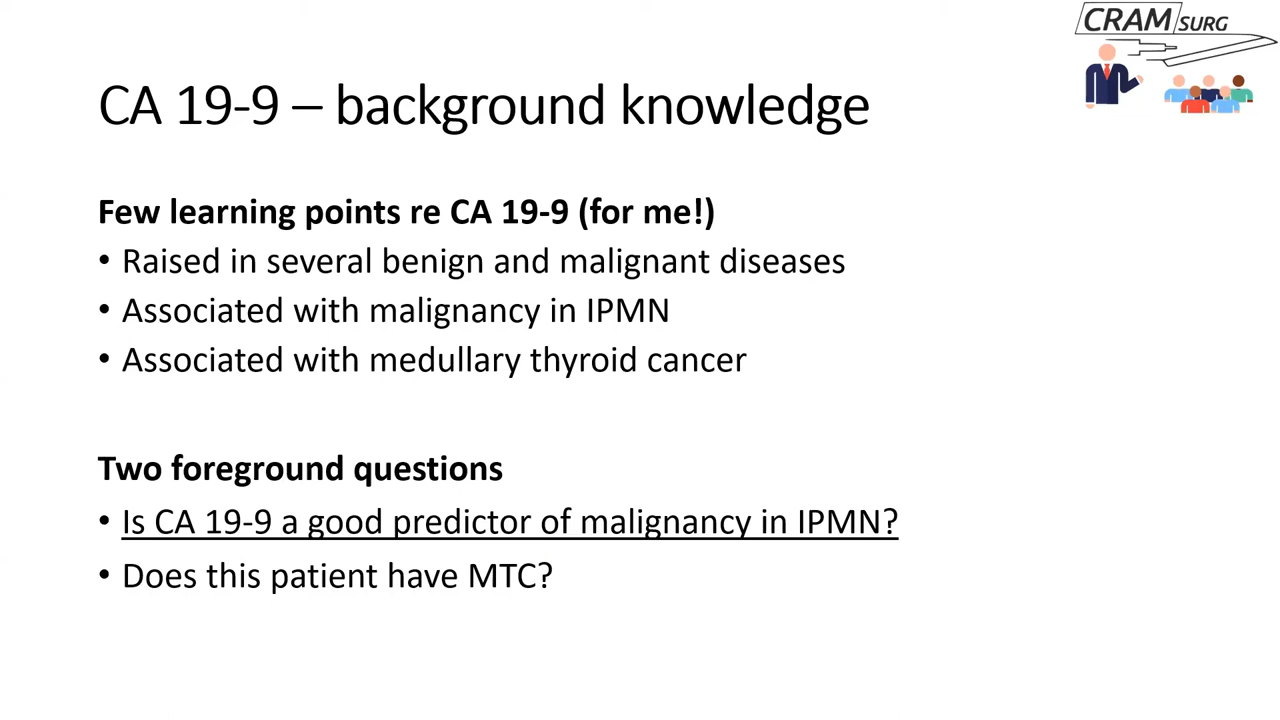 CRAM SURG
CA 19-9 – background knowledge
Few learning points re CA 19-9 (for me!)
• Raised in several benign and malignant diseases
• Associated with malignancy in IPMN
• Associated with medullary thyroid cancer
Two foreground questions
• Is CA 19-9 a good predictor of malignancy in IPMN?
• Does this patient have MTC?